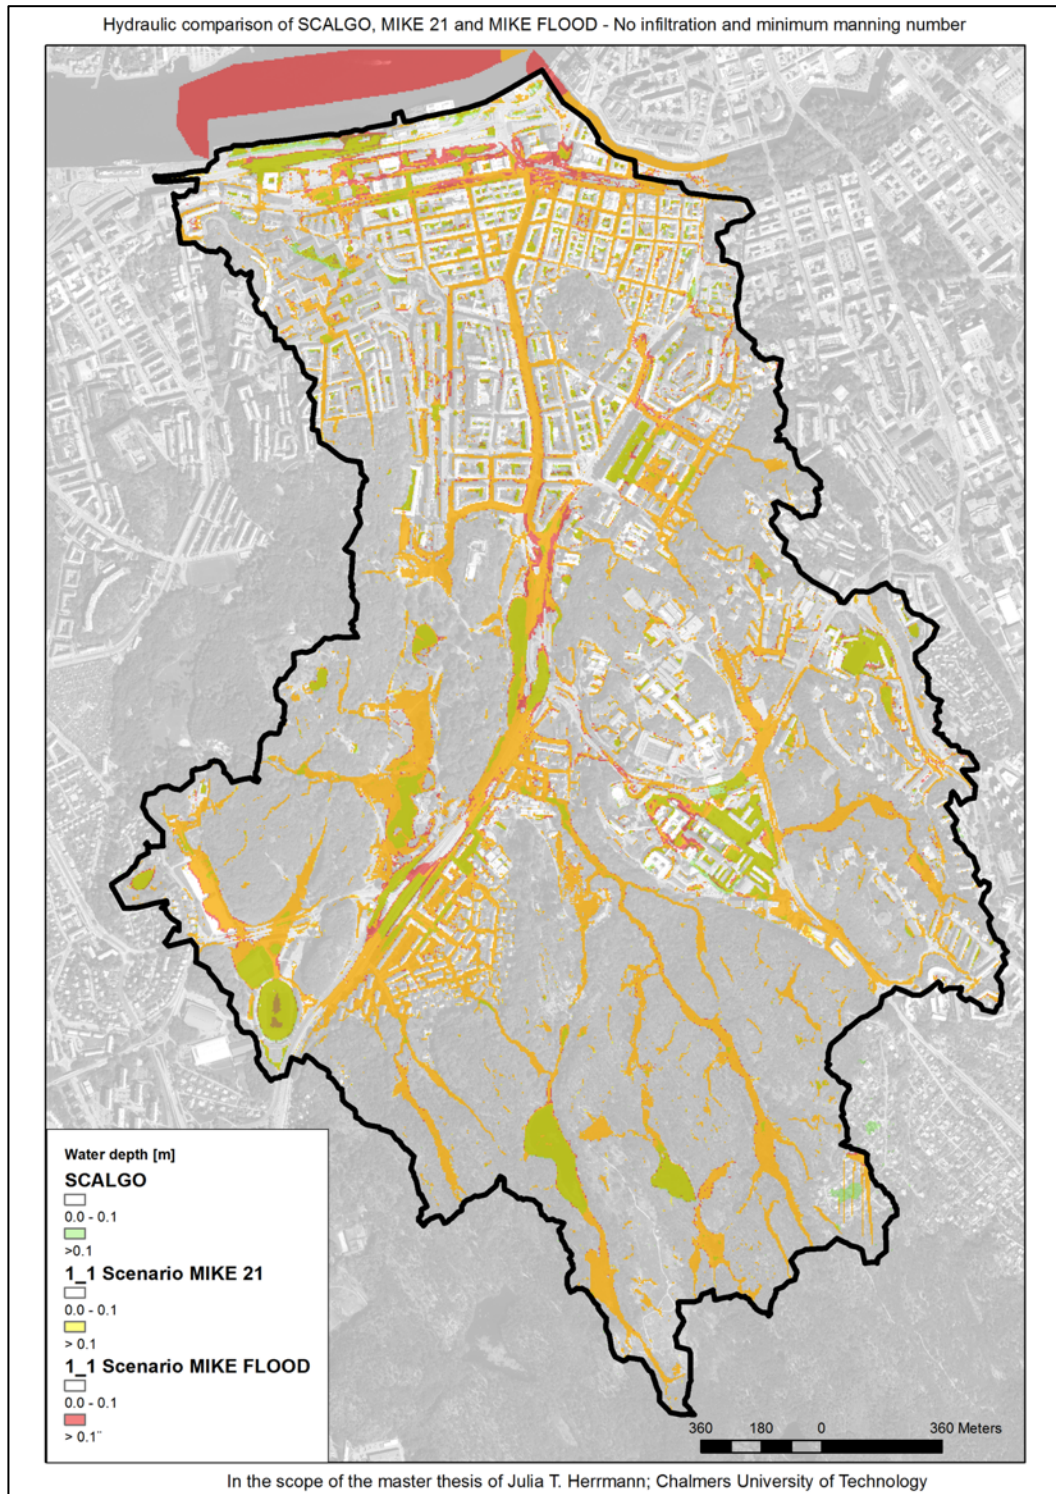 Hydraulic comparison of SCALGO, MIKE 21 and MIKE FLOOD - No infiltration and minimum manning number
Water depth [m]
SCALGO
0.0 - 0.1
>0.1
1_1 Scenario MIKE 21
0.0 - 0.1
> 0.1
1_1 Scenario MIKE FLOOD
0.0 - 0.1
> 0.1¨
360 180 0 360 Meters
In the scope of the master thesis of Julia T. Herrmann; Chalmers University of Technology